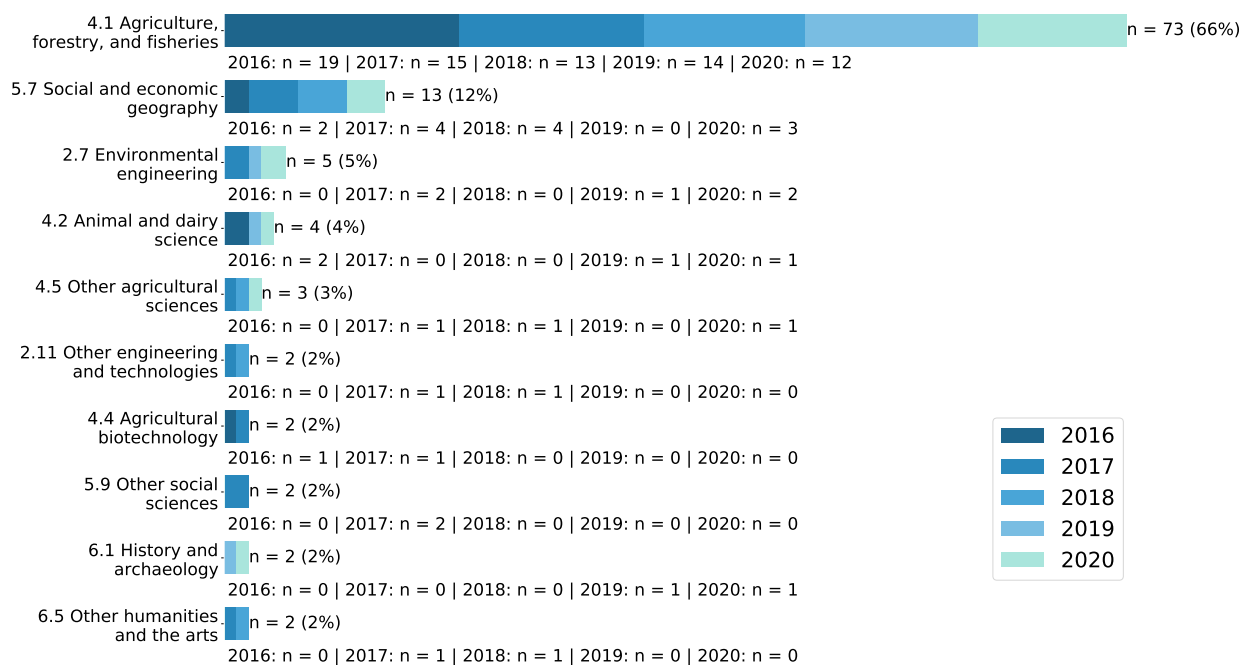 4.1 Agriculture,
forestry, and fisheries
n = 73 (66%)
2016: n = 19 | 2017: n = 15 | 2018: n = 13 | 2019: n = 14 | 2020: n = 12
5.7 Social and economic
geography
n = 13 (12%)
2016: n = 2 | 2017: n = 4 | 2018: n = 4 | 2019: n = 0 | 2020: n = 3
2.7 Environmental
engineering
n = 5 (5%)
2016: n = 0 | 2017: n = 2 | 2018: n = 0 | 2019: n = 1 | 2020: n = 2
4.2 Animal and dairy
science
n = 4 (4%)
2016: n = 2 | 2017: n = 0 | 2018: n = 0 | 2019: n = 1 | 2020: n = 1
4.5 Other agricultural
sciences
n = 3 (3%)
2016: n = 0 | 2017: n = 1 | 2018: n = 1 | 2019: n = 0 | 2020: n = 1
2.11 Other engineering
and technologies
n = 2 (2%)
2016: n = 0 | 2017: n = 1 | 2018: n = 1 | 2019: n = 0 | 2020: n = 0
4.4 Agricultural
biotechnology
n = 2 (2%)
2016: n = 1 | 2017: n = 1 | 2018: n = 0 | 2019: n = 0 | 2020: n = 0
5.9 Other social
sciences
n = 2 (2%)
2016: n = 0 | 2017: n = 2 | 2018: n = 0 | 2019: n = 0 | 2020: n = 0
6.1 History and
archaeology
n = 2 (2%)
2016: n = 0 | 2017: n = 0 | 2018: n = 0 | 2019: n = 1 | 2020: n = 1
6.5 Other humanities
and the arts
n = 2 (2%)
2016: n = 0 | 2017: n = 1 | 2018: n = 1 | 2019: n = 0 | 2020: n = 0
2016
2017
2018
2019
2020